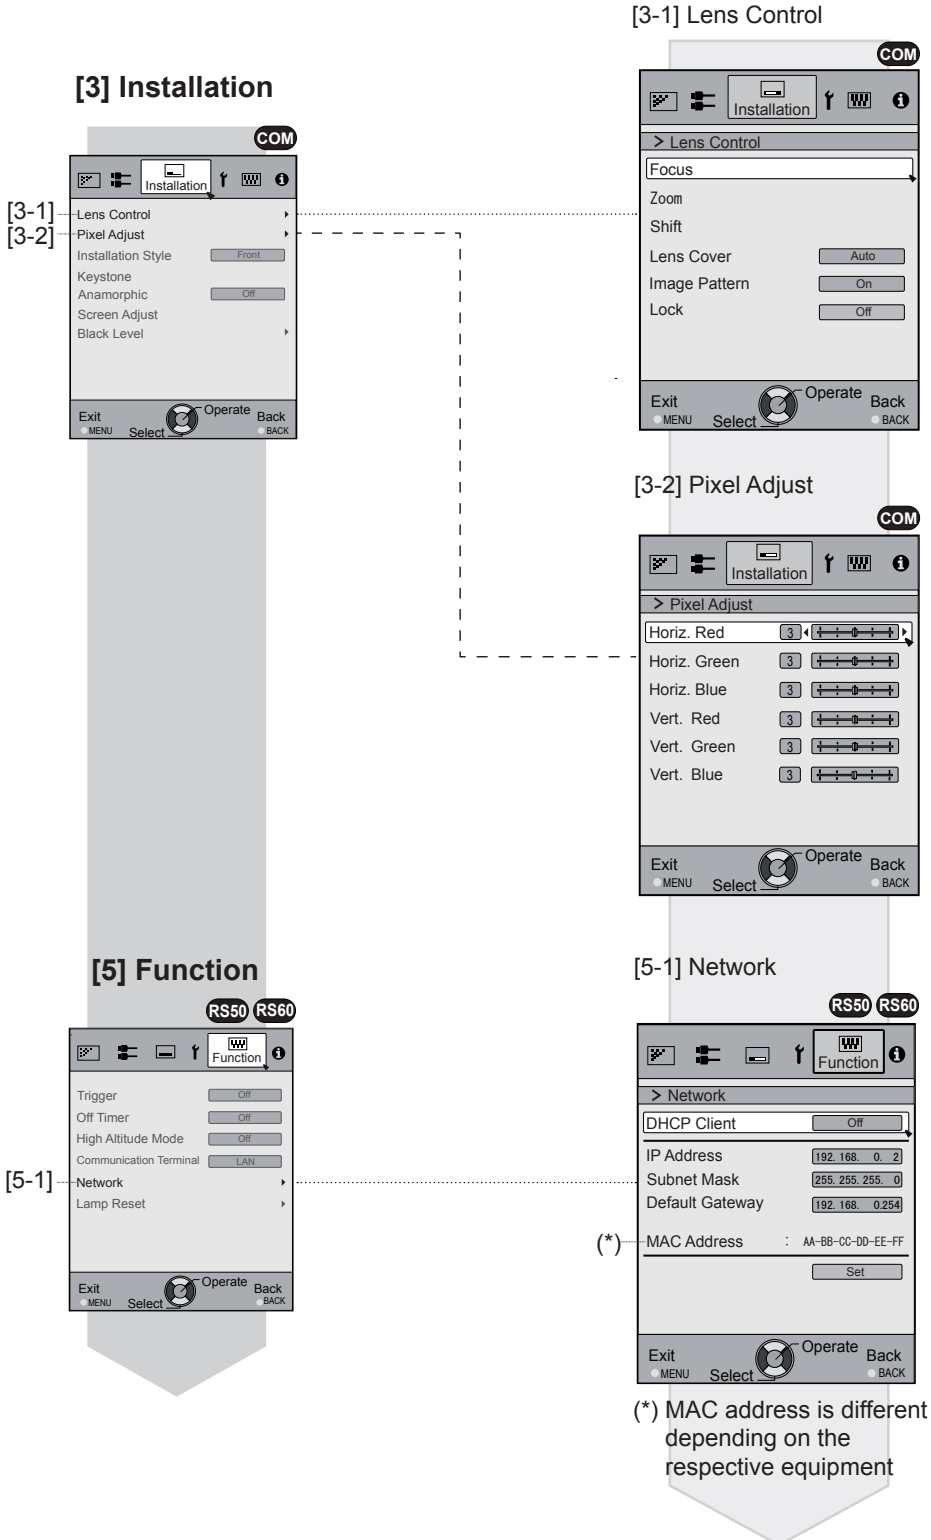 [3] Installation
COM
Installation
[3-1] Lens Control
[3-2] Pixel Adjust
Installation Style Front
Keystone
Anamorphic Off
Screen Adjust
Black Level
Exit Operate Back
MENU Select BACK
[3-1] Lens Control
COM
Installation
> Lens Control
Focus
Zoom
Shift
Lens Cover Auto
Image Pattern On
Lock Off
Exit Operate Back
MENU Select BACK
[3-2] Pixel Adjust
COM
Installation
> Pixel Adjust
Horiz. Red 3
Horiz. Green 3
Horiz. Blue 3
Vert. Red 3
Vert. Green 3
Vert. Blue 3
Exit Operate Back
MENU Select BACK
[5] Function
RS50 RS60
Function
Trigger Off
Off Timer Off
High Altitude Mode Off
Communication Terminal LAN
[5-1] Network
Lamp Reset
Exit Operate Back
MENU Select BACK
[5-1] Network
RS50 RS60
Function
> Network
DHCP Client Off
IP Address 192. 168. 0. 2
Subnet Mask 255. 255. 255. 0
Default Gateway 192. 168. 0.254
(*) MAC Address : AA-BB-CC-DD-EE-FF
Set
Exit Operate Back
MENU Select BACK
(*) MAC address is different
depending on the
respective equipment